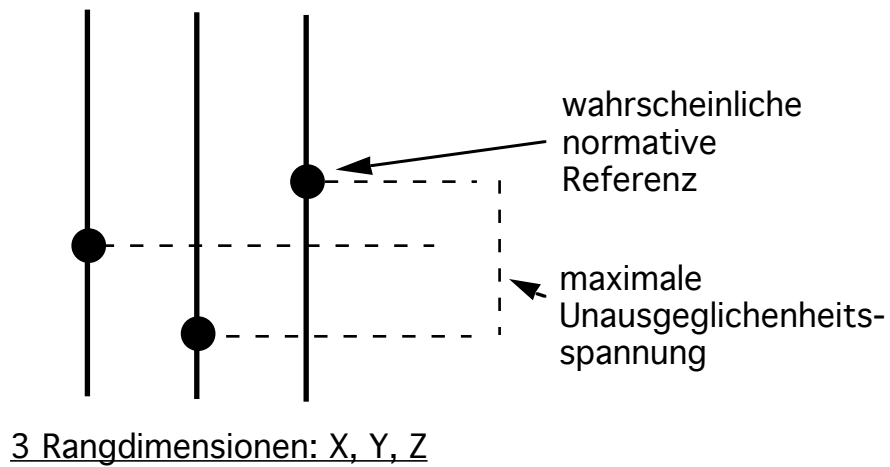 wahrscheinliche
normative
Referenz
maximale
Unausgeglichenheits-
spannung
3 Rangdimensionen: X, Y, Z